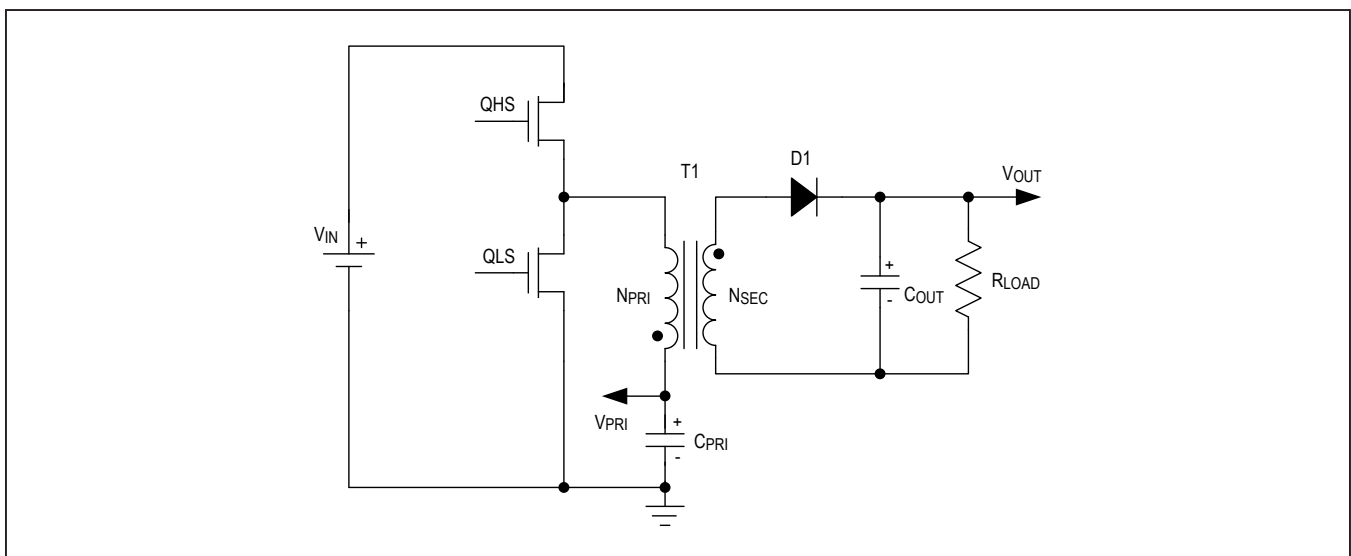 QHS
T1
D1
VOUT
VIN
+
QLS
NPRI
NSEC
+
COUT
-
RLOAD
VPRI
+
CPRI
-